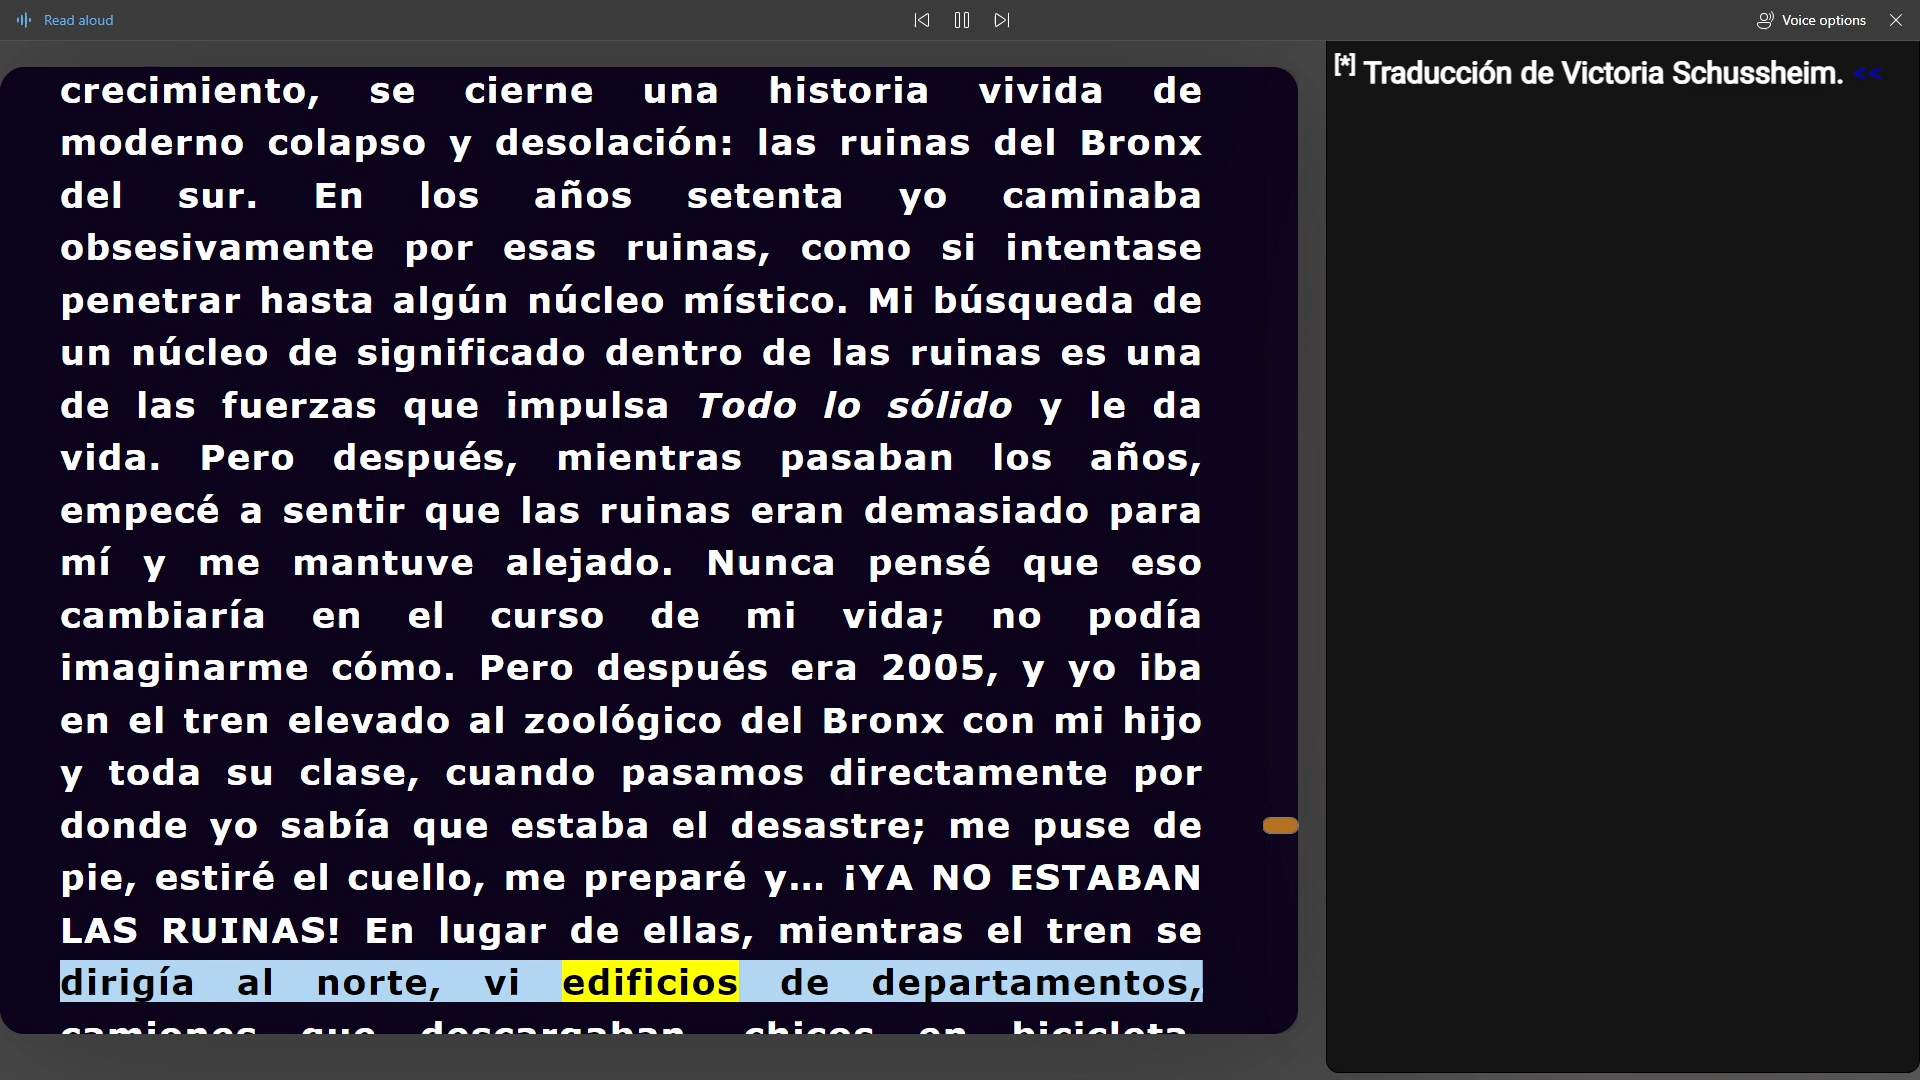 Read aloud
Voice options
crecimiento, se cierne una historia vivida de
moderno colapso y desolación: las ruinas del Bronx
del sur. En los años setenta yo caminaba
obsesivamente por esas ruinas, como si intentase
penetrar hasta algún núcleo místico. Mi búsqueda de
un núcleo de significado dentro de las ruinas es una
de las fuerzas que impulsa Todo lo sólido y le da
vida. Pero después, mientras pasaban los años,
empecé a sentir que las ruinas eran demasiado para
mí y me mantuve alejado. Nunca pensé que eso
cambiaría en el curso de mi vida; no podía
imaginarme cómo. Pero después era 2005, y yo iba
en el tren elevado al zoológico del Bronx con mi hijo
y toda su clase, cuando pasamos directamente por
donde yo sabía que estaba el desastre; me puse de
pie, estiré el cuello, me preparé y... ¡YA NO ESTABAN
LAS RUINAS! En lugar de ellas, mientras el tren se
dirigía al norte, vi edificios de departamentos,
camiones que descargaban, chicos en bicicleta,
[*] Traducción de Victoria Schussheim. <<